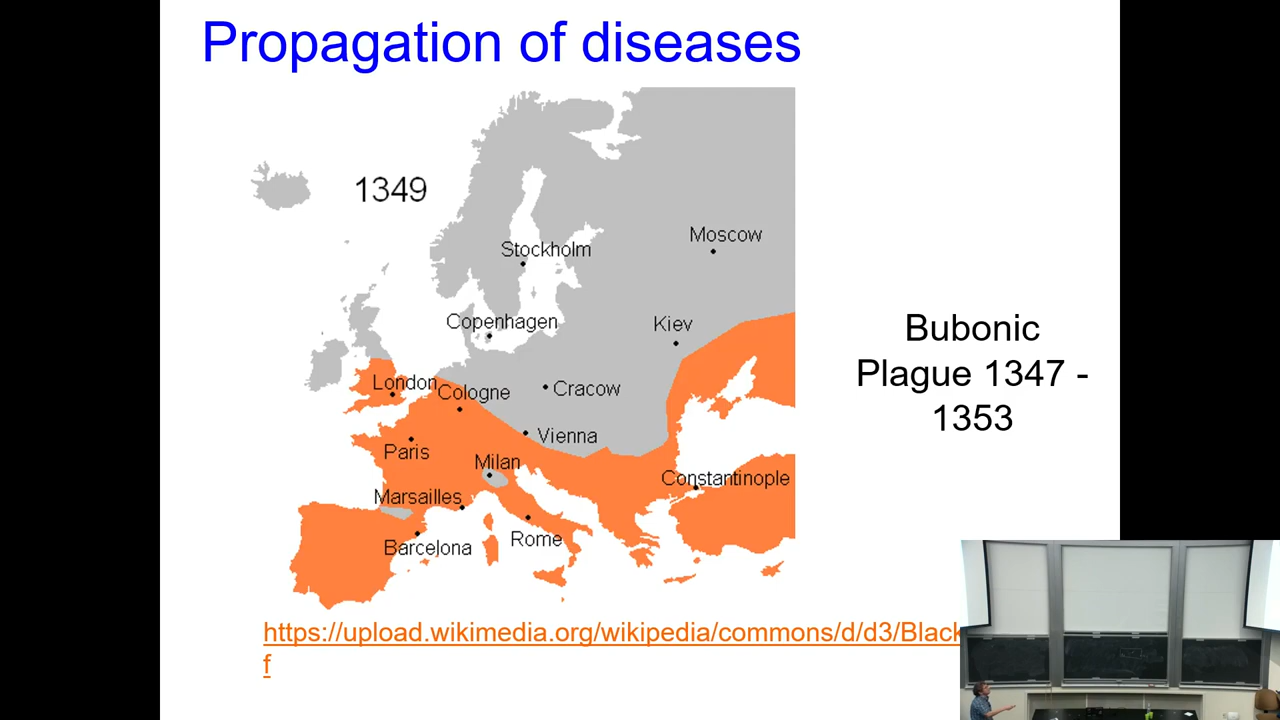 Propagation of diseases
1349
Moscow
Stockholm
Copenhagen
Kiev
London
Cologne
Cracow
Vienna
Paris
Milan
Constantinople
Marsailles
Rome
Barcelona
Bubonic
Plague 1347 -
1353
https://upload.wikimedia.org/wikipedia/commons/d/d3/Black
f